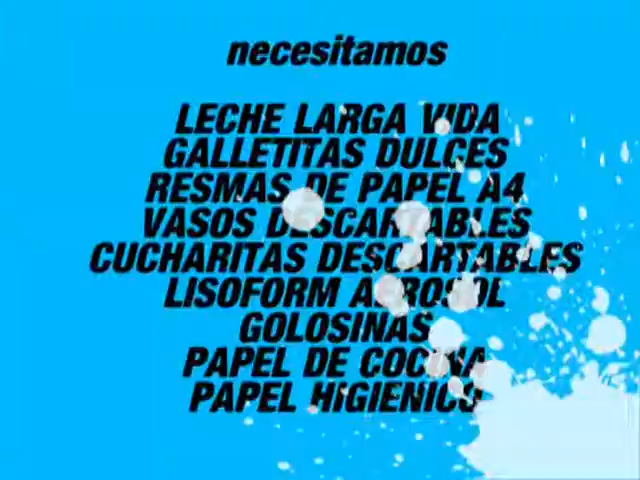 necesitamos
LECHE LARGA VIDA
GALLETITAS DULCES
RESMAS DE PAPEL A4
VASOS DESCARTABLES
CUCHARITAS DESCARTABLES
LISOFORM AEROSOL
GOLOSINAS
PAPEL DE COCINA
PAPEL HIGIENICO